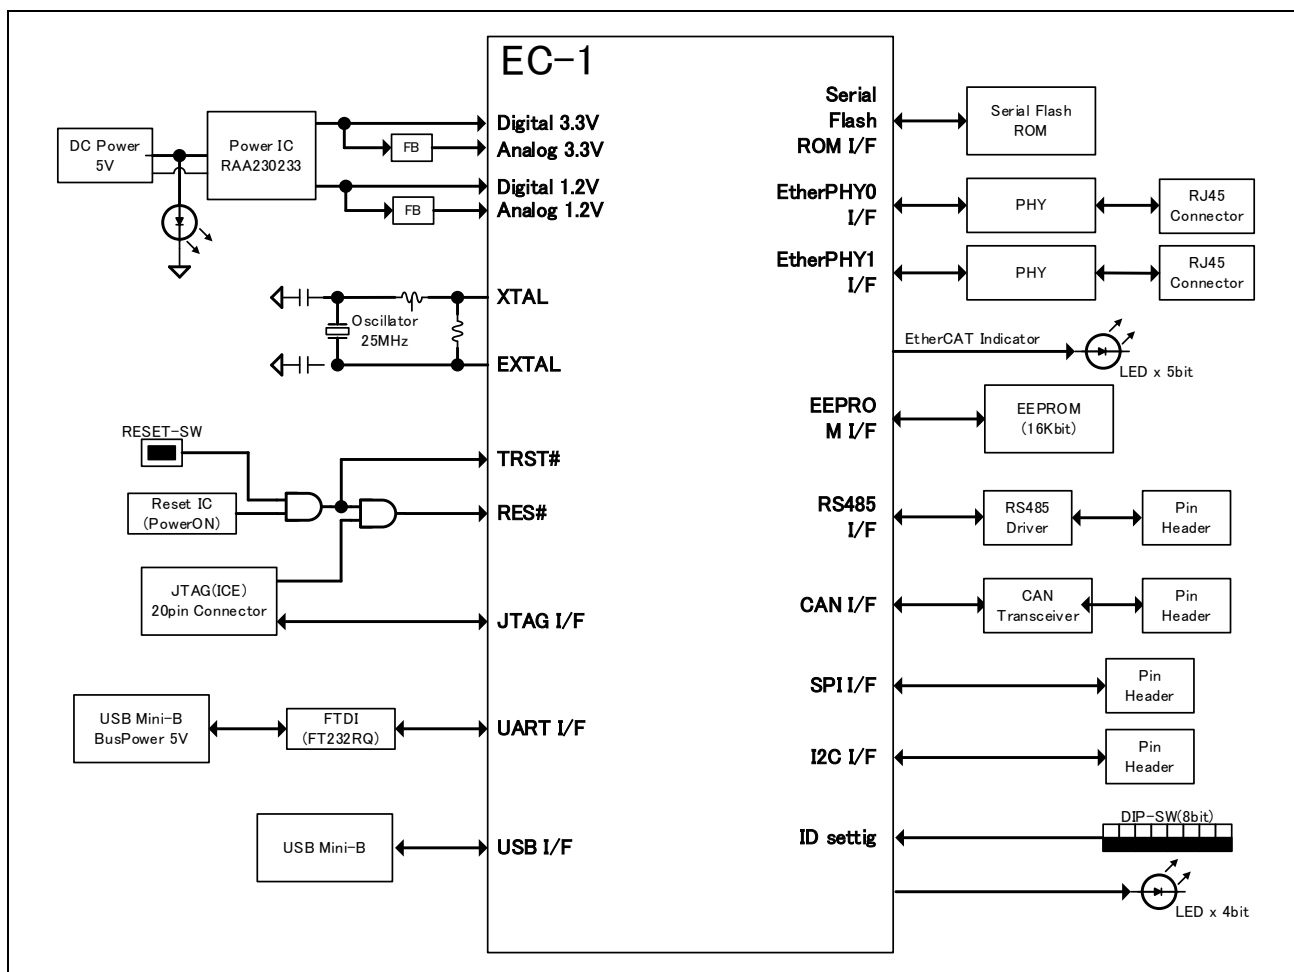 EC-1
DC Power
5V
Power IC
RAA230233
FB
FB
Digital 3.3V
Analog 3.3V
Digital 1.2V
Analog 1.2V
Oscillator
25MHz
XTAL
EXTAL
RESET-SW
Reset IC
(PowerON)
TRST#
RES#
JTAG(ICE)
20pin Connector
JTAG I/F
USB Mini-B
BusPower 5V
FTDI
(FT232RQ)
UART I/F
USB Mini-B
USB I/F
Serial
Flash
ROM I/F
Serial Flash
ROM
EtherPHY0
I/F
PHY
RJ45
Connector
EtherPHY1
I/F
PHY
RJ45
Connector
EtherCAT Indicator
LED x 5bit
EEPRO
M I/F
EEPROM
(16Kbit)
RS485
I/F
RS485
Driver
Pin
Header
CAN I/F
CAN
Transceiver
Pin
Header
SPI I/F
Pin
Header
I2C I/F
Pin
Header
ID settig
DIP-SW(8bit)
LED x 4bit